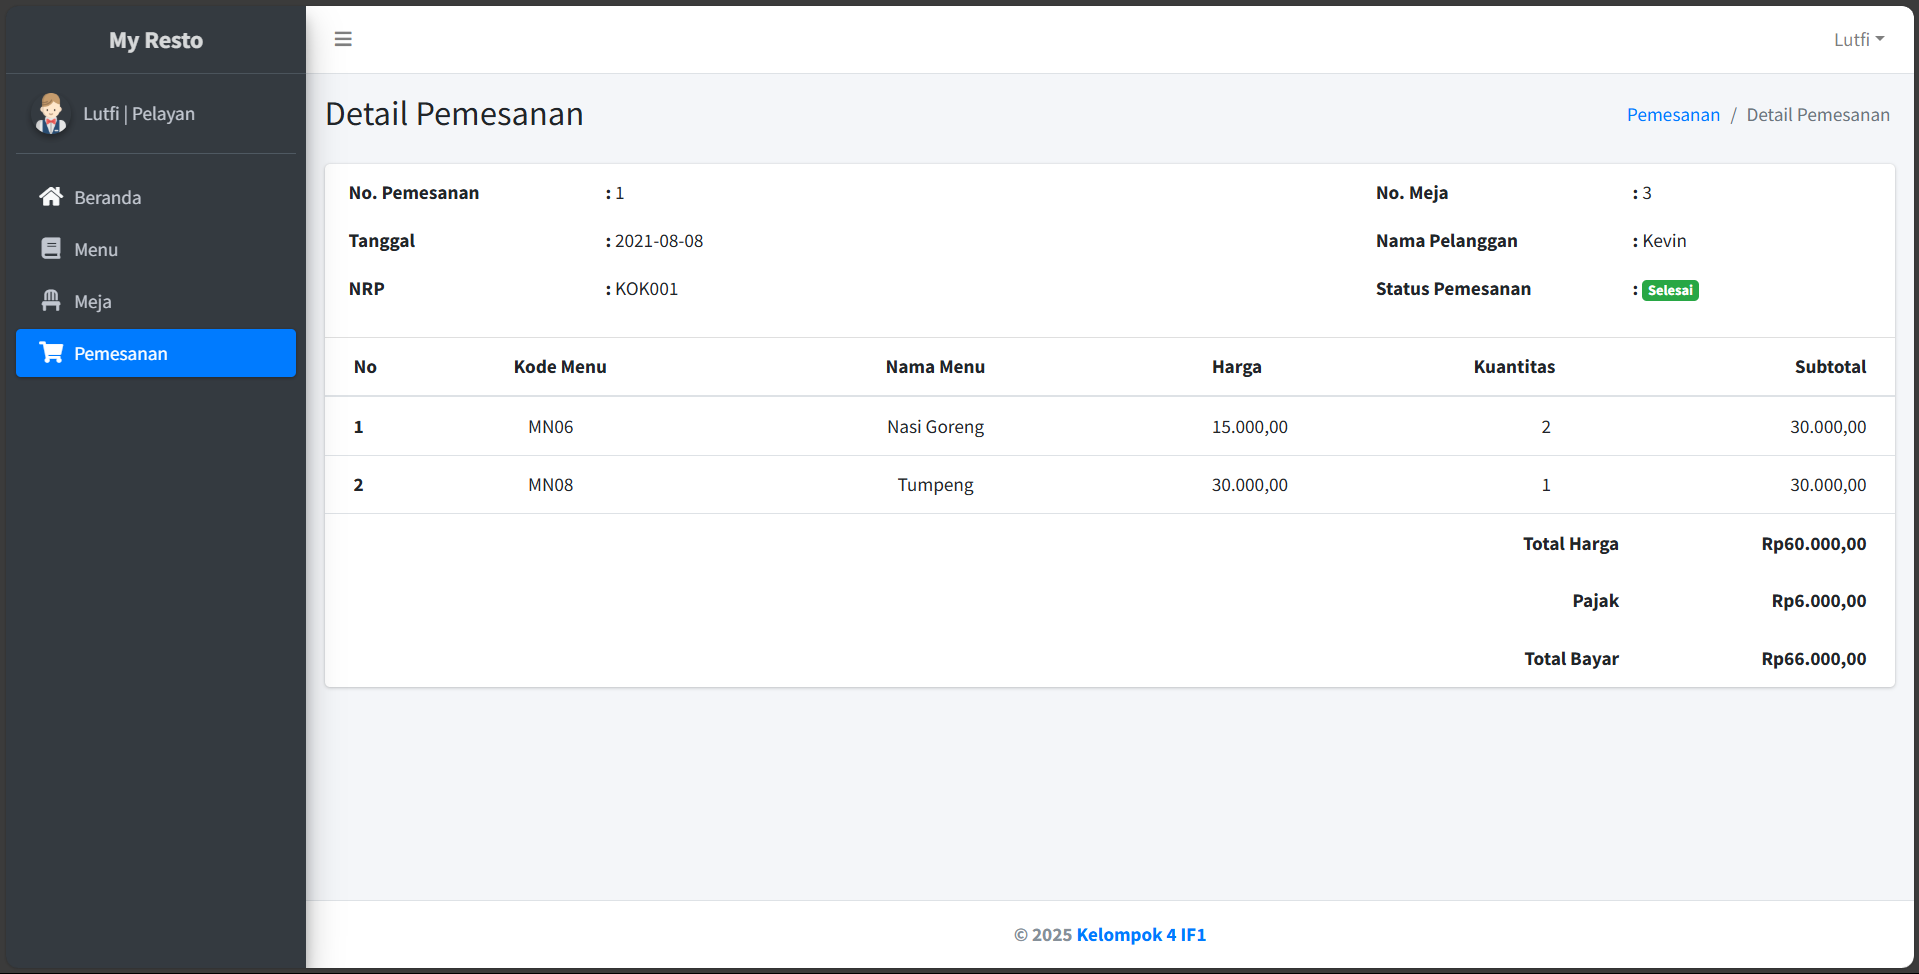 My Resto
Lutfi
Lutfi | Pelayan
Beranda
Menu
Meja
Pemesanan
Detail Pemesanan
Pemesanan / Detail Pemesanan
No. Pemesanan : 1
No. Meja : 3
Tanggal : 2021-08-08
Nama Pelanggan : Kevin
NRP : KOK001
Status Pemesanan : Selesai
No Kode Menu Nama Menu Harga Kuantitas Subtotal
1 MN06 Nasi Goreng 15.000,00 2 30.000,00
2 MN08 Tumpeng 30.000,00 1 30.000,00
Total Harga Rp60.000,00
Pajak Rp6.000,00
Total Bayar Rp66.000,00
© 2025 Kelompok 4 IF1